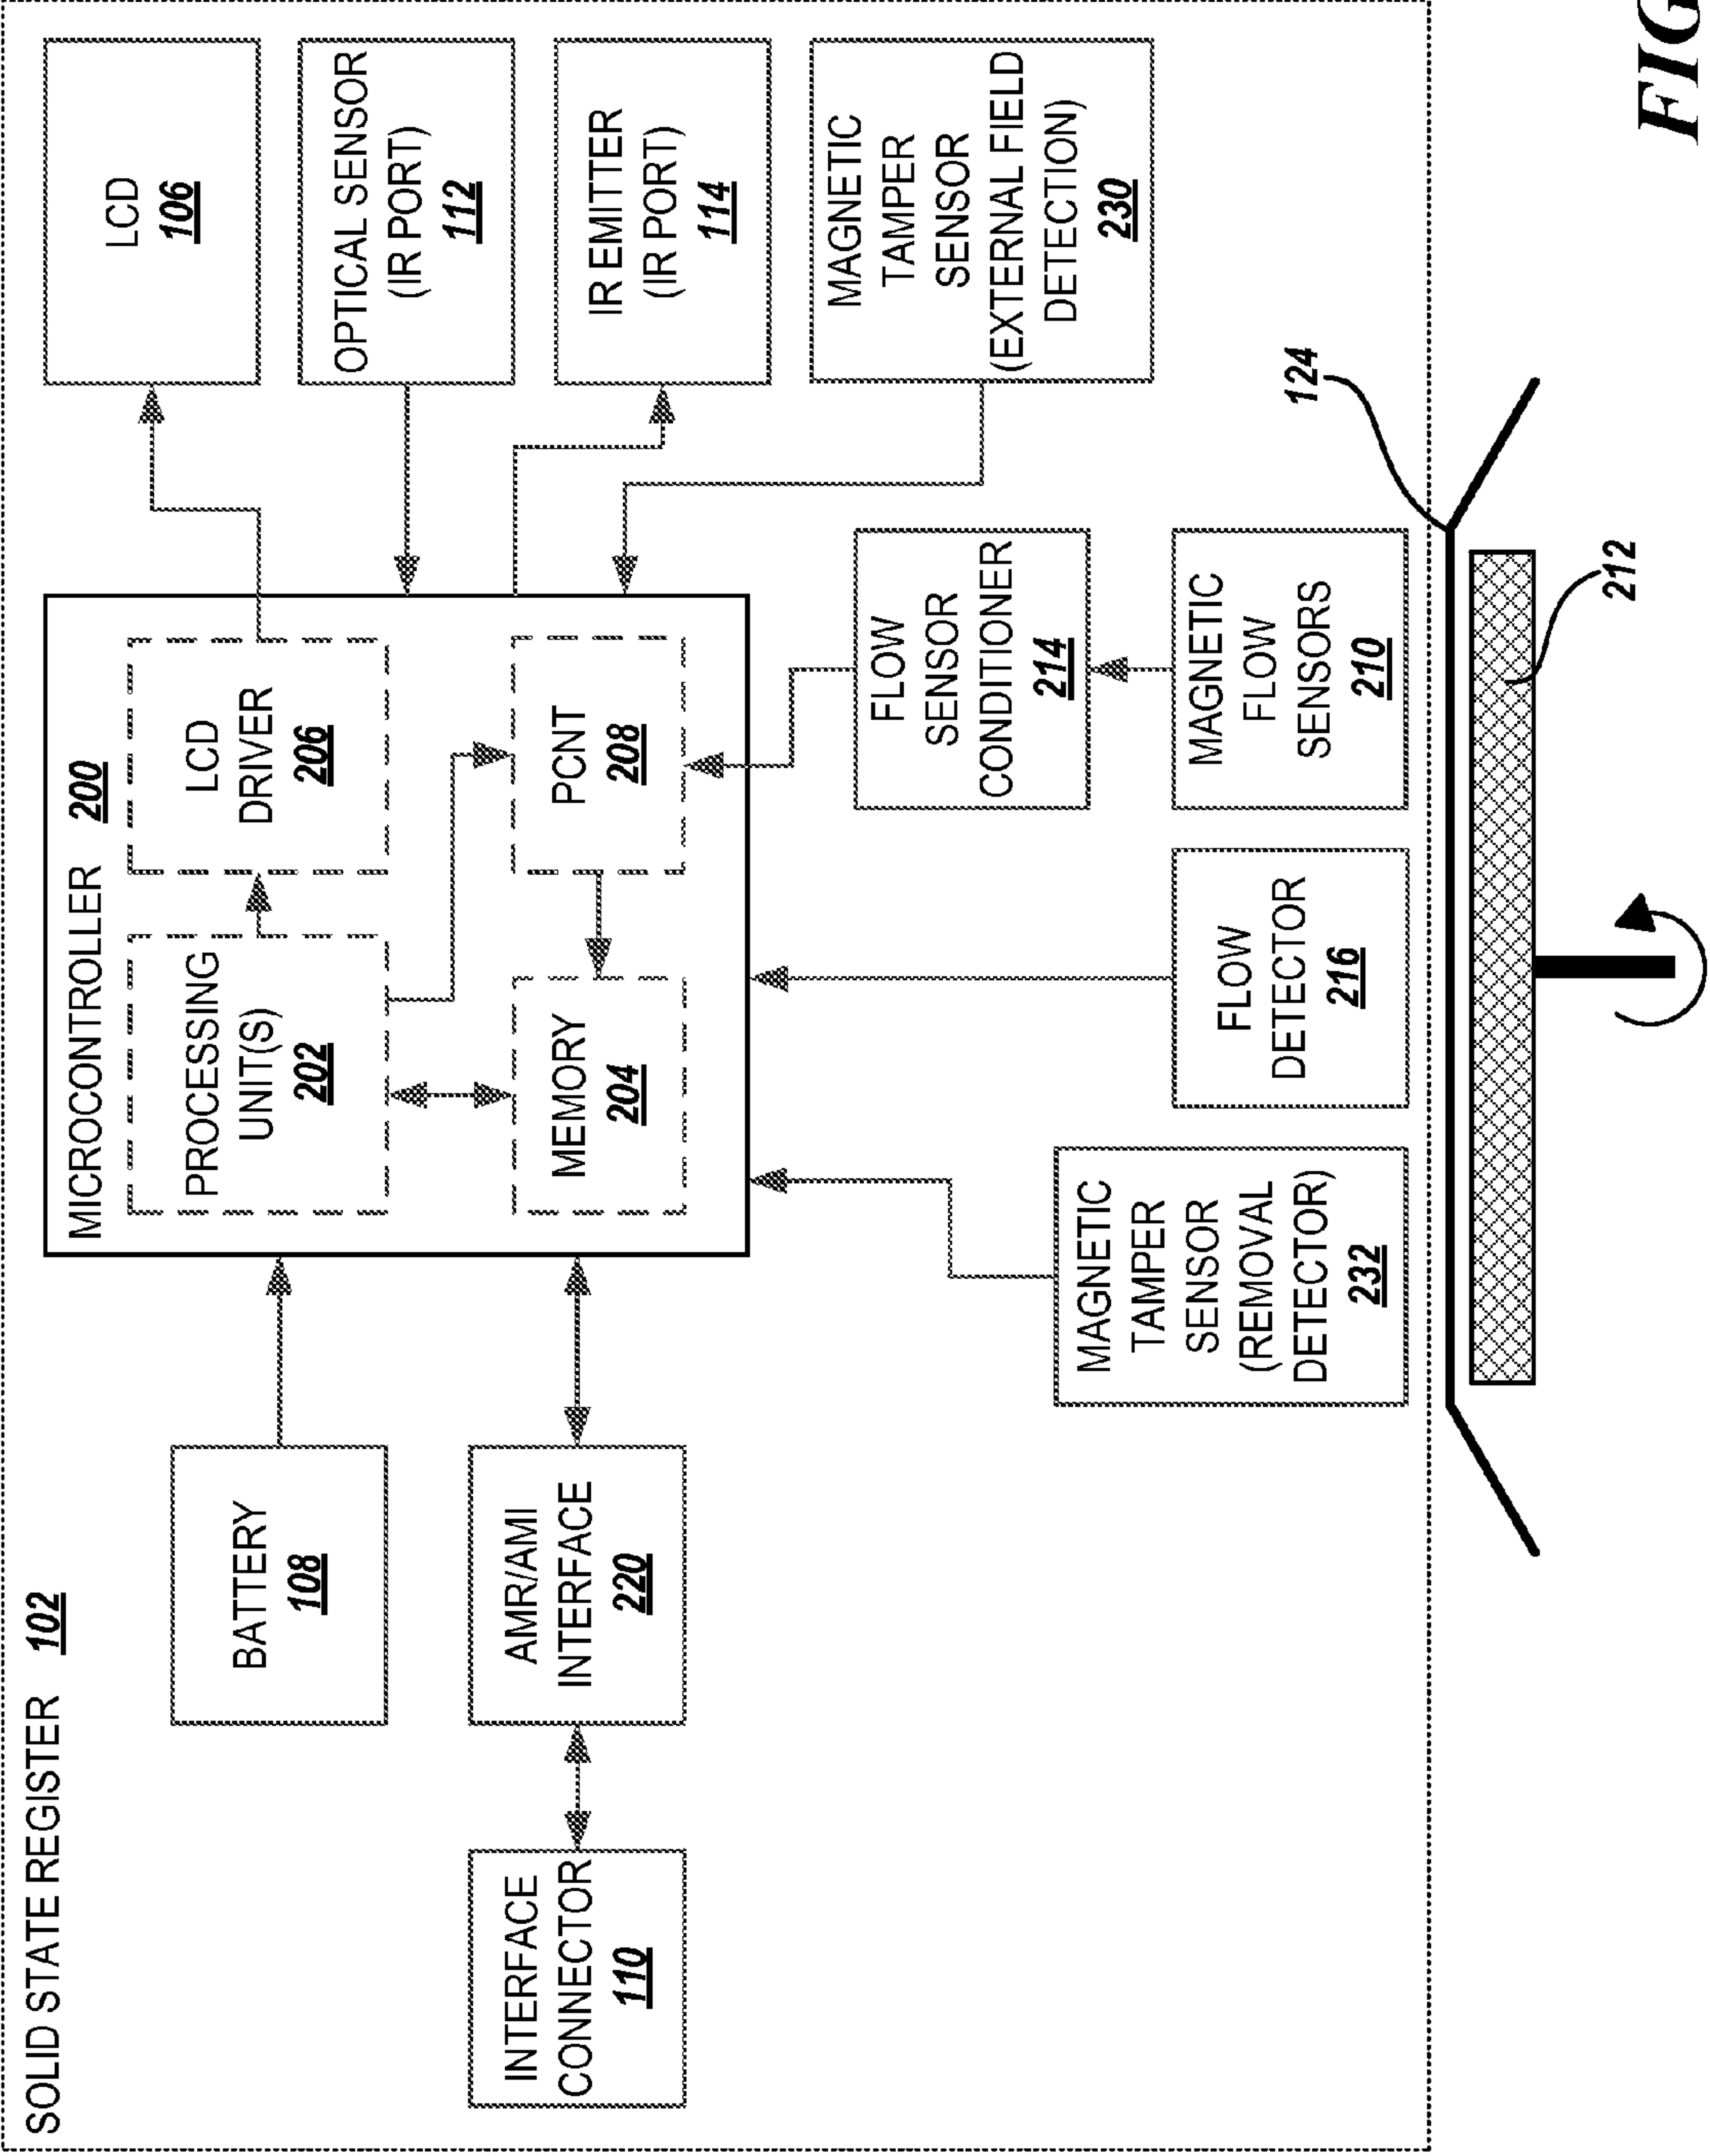 SOLID STATE REGISTER 102
MICROCONTROLLER 200
PROCESSING
UNIT(S)
202
LCD
DRIVER
206
MEMORY
204
PCNT
208
BATTERY
108
INTERFACE
CONNECTOR
110
AMR/AMI
INTERFACE
220
LCD
106
OPTICAL SENSOR
(IR PORT)
112
IR EMITTER
(IR PORT)
114
MAGNETIC
TAMPER
SENSOR
(EXTERNAL FIELD
DETECTION)
230
MAGNETIC
TAMPER
SENSOR
(REMOVAL
DETECTOR)
232
FLOW
DETECTOR
216
FLOW
SENSOR
CONDITIONER
214
MAGNETIC
FLOW
SENSORS
210
124
212
FIG